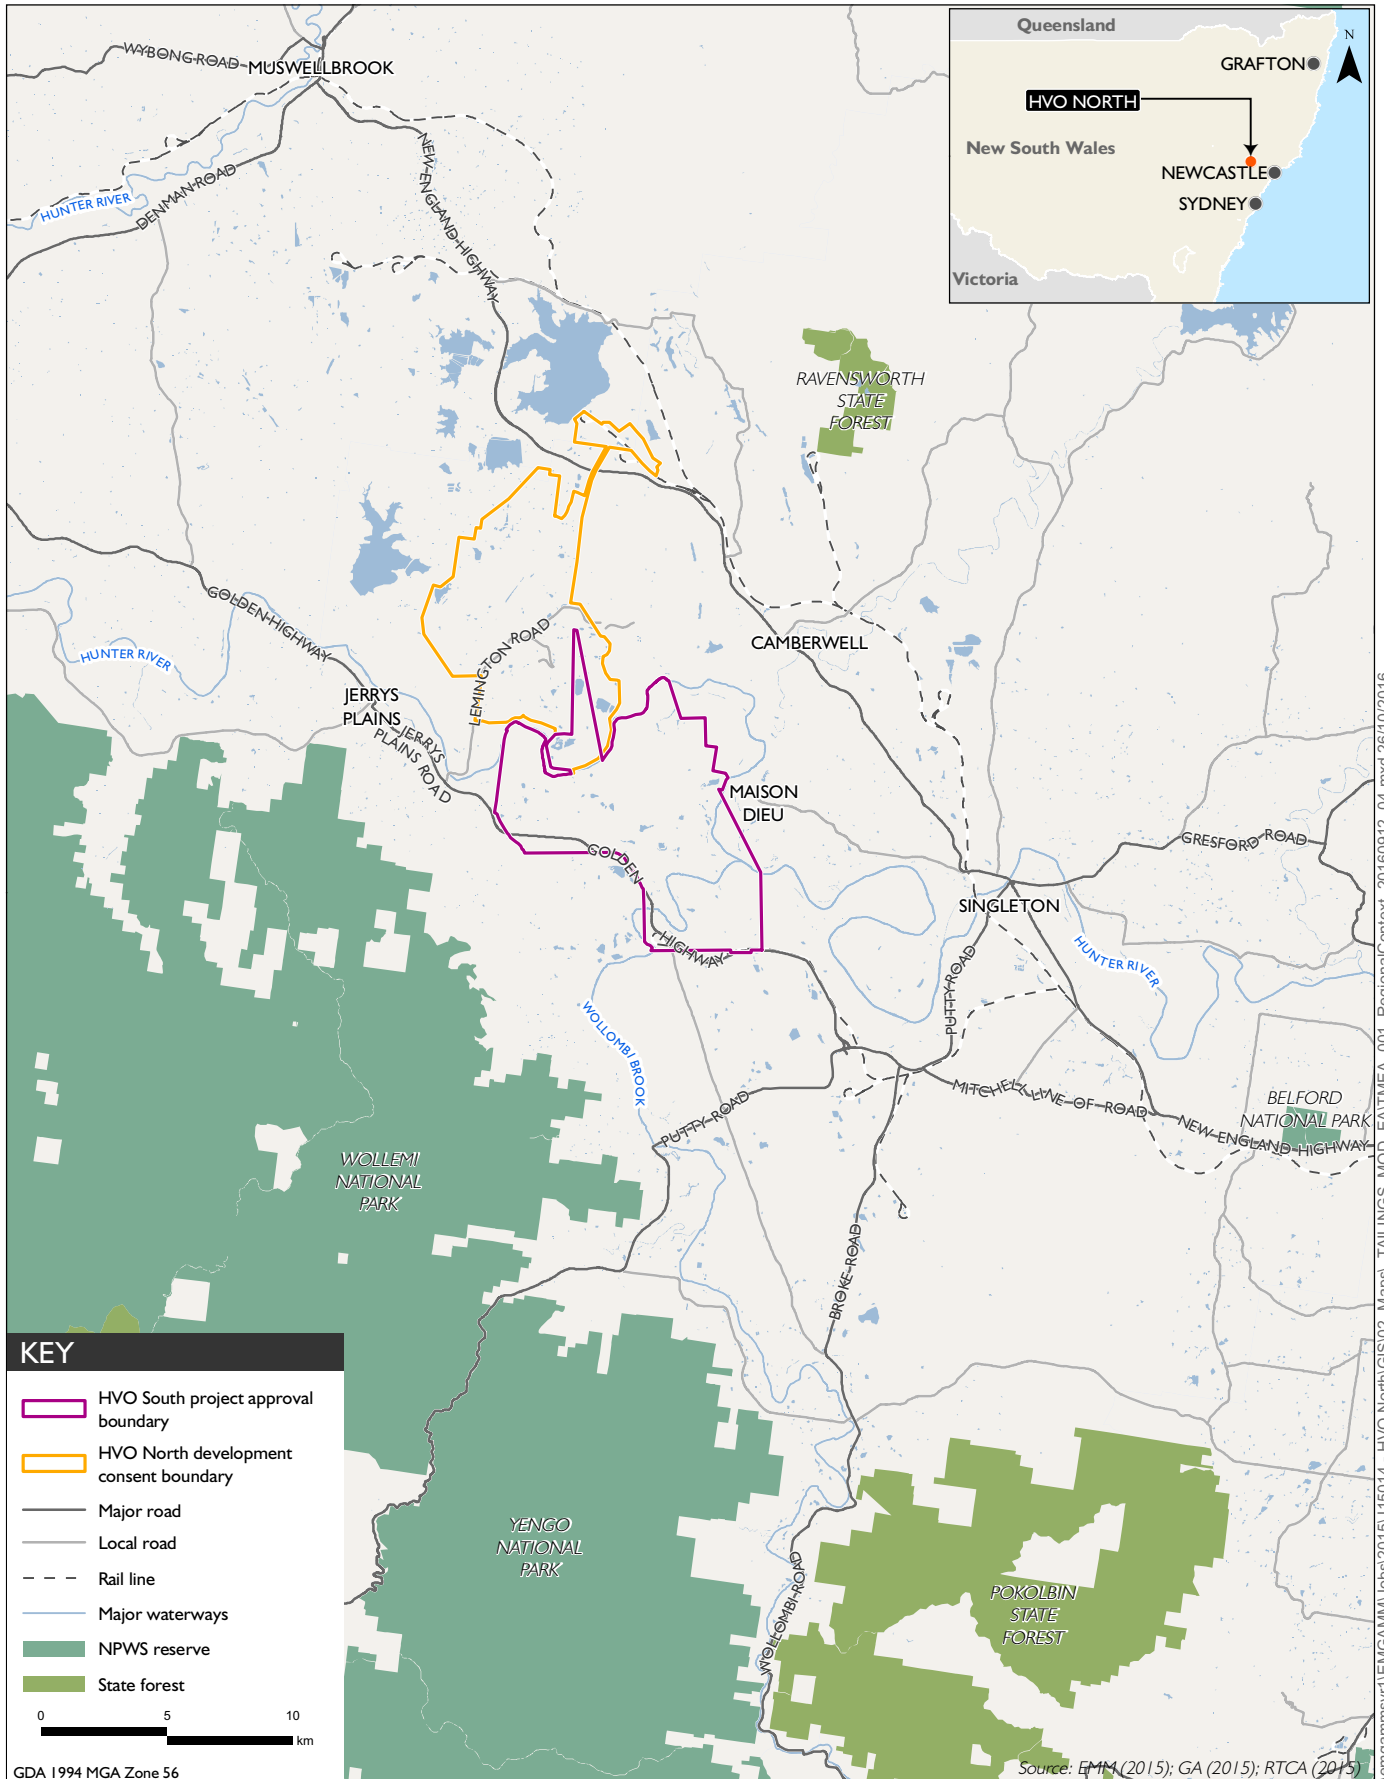 Queensland
GRAFTON
N
HVO NORTH
New South Wales
NEWCASTLE
SYDNEY
Victoria
WYBONG ROAD
MUSWELLBROOK
NEW ENGLAND HIGHWAY
DENMAN ROAD
HUNTER RIVER
RAVENSWORTH
STATE
FOREST
GOLDEN HIGHWAY
HUNTER RIVER
LEMINGTON ROAD
CAMBERWELL
JERRYS
PLAINS
JERRYS
PLAINS ROAD
MAISON
DIEU
GOLDEN
HIGHWAY
GRESFORD ROAD
SINGLETON
HUNTER RIVER
PUTTY ROAD
WOLLOMBI BROOK
PUTTY ROAD
MITCHELL LINE OF ROAD
BELFORD
NATIONAL PARK
NEW ENGLAND HIGHWAY
WOLLEMI
NATIONAL
PARK
BROKE ROAD
YENGO
NATIONAL
PARK
POKOLBIN
STATE
FOREST
WOLLOMBI ROAD
KEY
HVO South project approval
boundary
HVO North development
consent boundary
Major road
Local road
Rail line
Major waterways
NPWS reserve
State forest
0 5 10
km
GDA 1994 MGA Zone 56
Source: EMM (2015); GA (2015); RTCA (2015)